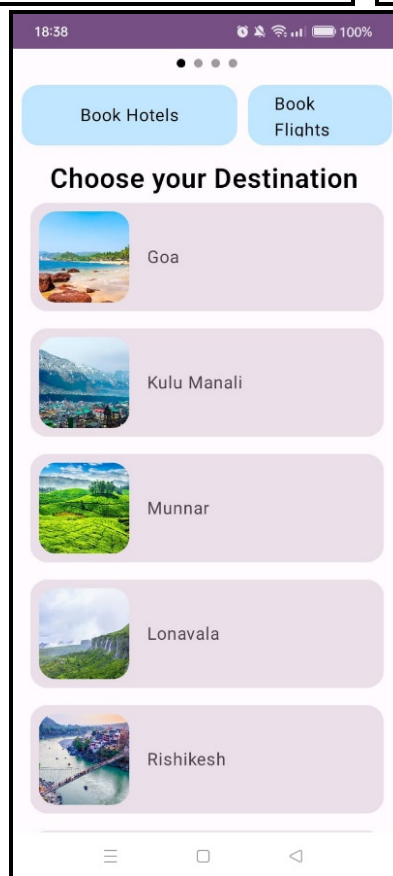 18:38
100%
Book Hotels
Book
Flights
Choose your Destination
Goa
Kulu Manali
Munnar
Lonavala
Rishikesh